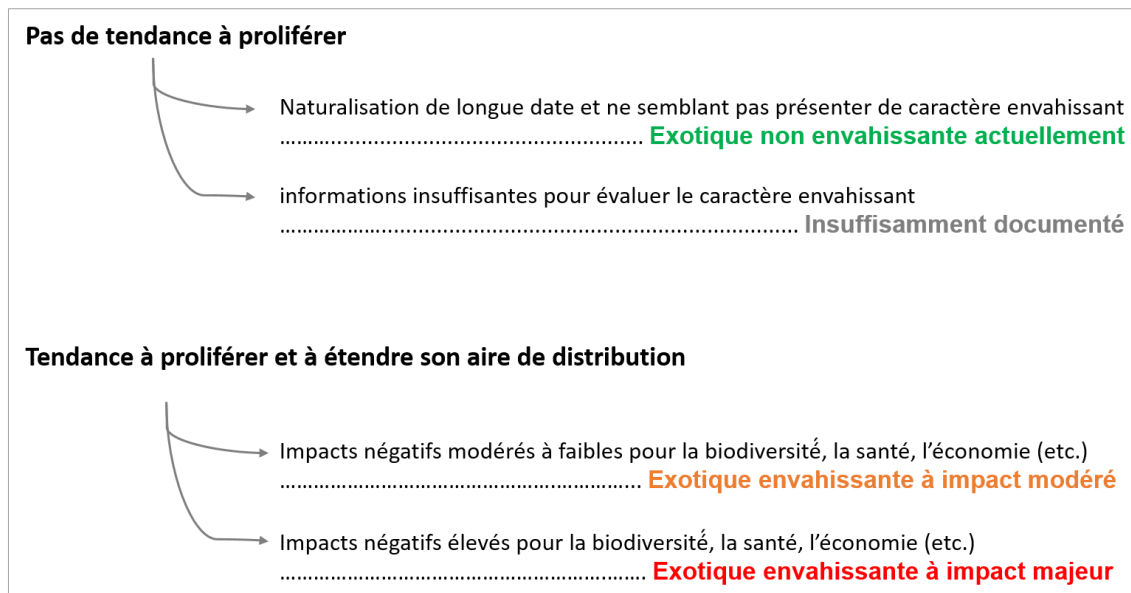 Pas de tendance à proliférer
Naturalisation de longue date et ne semblant pas présenter de caractère envahissant
........................................................ Exotique non envahissante actuellement
informations insuffisantes pour évaluer le caractère envahissant
................................................................................ Insuffisamment documenté
Tendance à proliférer et à étendre son aire de distribution
Impacts négatifs modérés à faibles pour la biodiversité́, la santé, l’économie (etc.)
........................................................ Exotique envahissante à impact modéré
Impacts négatifs élevés pour la biodiversité́, la santé, l’économie (etc.)
........................................................ Exotique envahissante à impact majeur